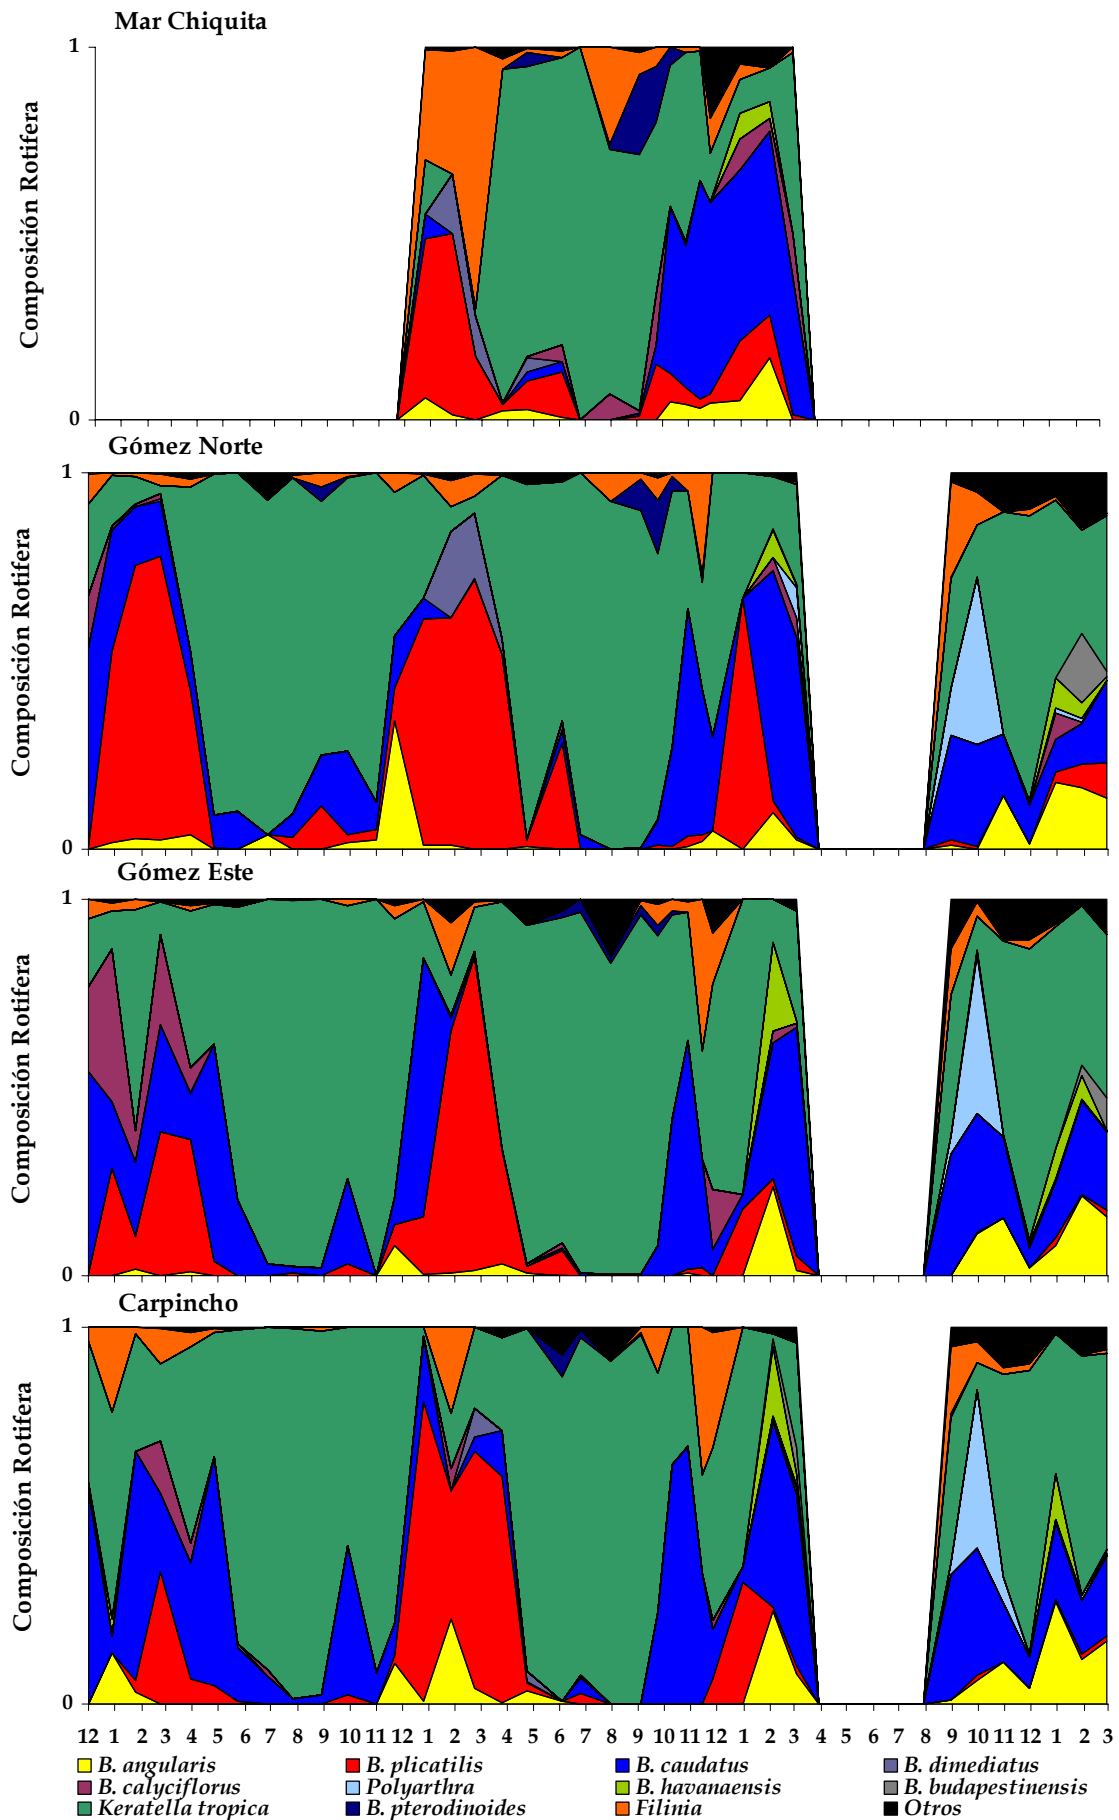 Mar Chiquita
1
Composición Rotifera
0
Gómez Norte
1
Composición Rotifera
0
Gómez Este
1
Composición Rotifera
0
Carpincho
1
Composición Rotifera
0
12 1 2 3 4 5 6 7 8 9 10 11 12 1 2 3 4 5 6 7 8 9 10 11 12 1 2 3 4 5 6 7 8 9 10 11 12 1 2 3
B. angularis B. plicatilis B. caudatus B. dimediatus
B. calyciflorus Polyarthra B. havanaensis B. budapestinensis
Keratella tropica B. pterodinoides Filinia Otros